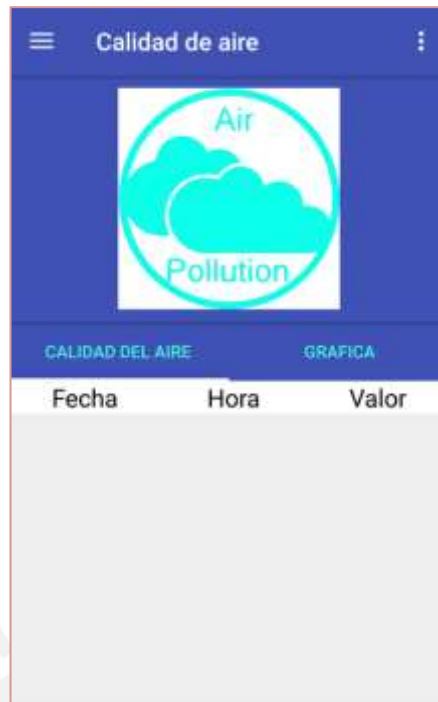 Calidad de aire
Air
Pollution
CALIDAD DEL AIRE GRAFICA
Fecha Hora Valor